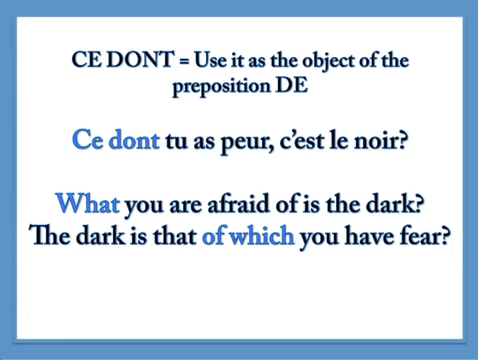 CE DONT = Use it as the object of the
preposition DE
Ce dont tu as peur, c’est le noir?
What you are afraid of is the dark?
The dark is that of which you have fear?